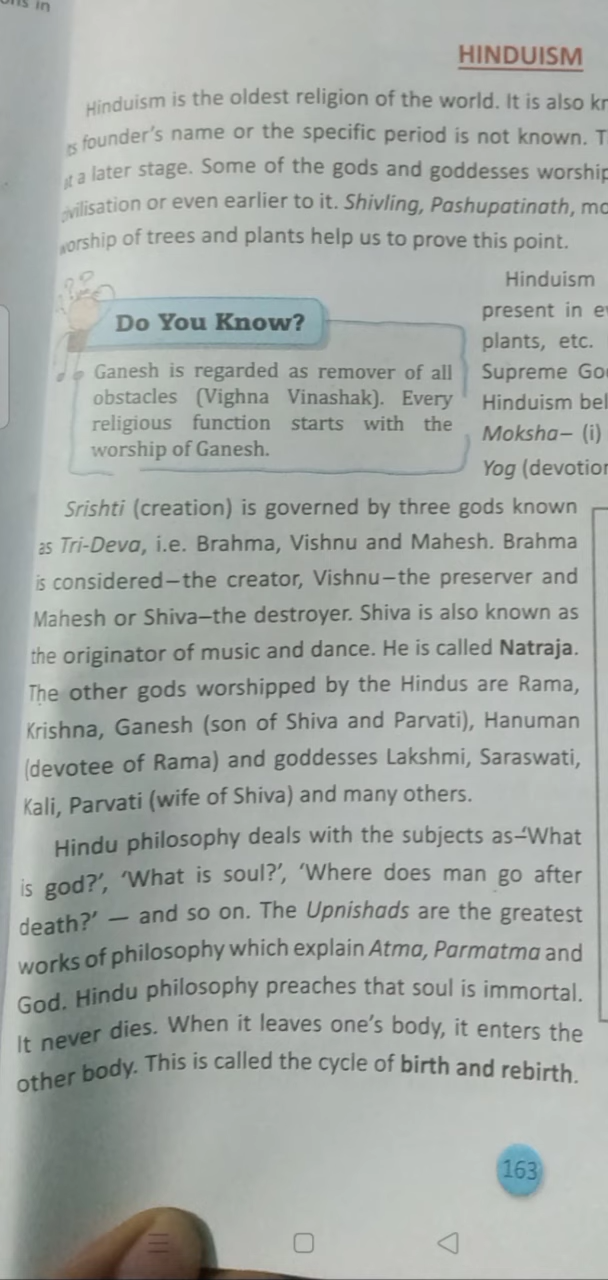 ons in
HINDUISM
Hinduism is the oldest religion of the world. It is also
founder's name or the specific period is not known.
at a later stage. Some of the gods and goddesses
civilisation or even earlier to it. Shivling, Pashupatinath,
worship of trees and plants help us to prove this point.
Do You Know?
Ganesh is regarded as remover of all
obstacles (Vighna Vinashak). Every
religious function starts with the
worship of Ganesh.
Hinduism
present in
plants, etc.
Supreme
Hinduism
Moksha– (i)
Yog
Srishti (creation) is governed by three gods known
as Tri-Deva, i.e. Brahma, Vishnu and Mahesh. Brahma
is considered–the creator, Vishnu–the preserver and
Mahesh or Shiva–the destroyer. Shiva is also known as
the originator of music and dance. He is called Natraja.
The other gods worshipped by the Hindus are Rama,
Krishna, Ganesh (son of Shiva and Parvati), Hanuman
(devotee of Rama) and goddesses Lakshmi, Saraswati,
Kali, Parvati (wife of Shiva) and many others.
Hindu philosophy deals with the subjects as–‘What
is god?’, ‘What is soul?’, ‘Where does man go after
death?’ — and so on. The Upnishads are the greatest
works of philosophy which explain Atma, Parmatma and
God. Hindu philosophy preaches that soul is immortal.
It never dies. When it leaves one’s body, it enters the
other body. This is called the cycle of birth and rebirth.
163